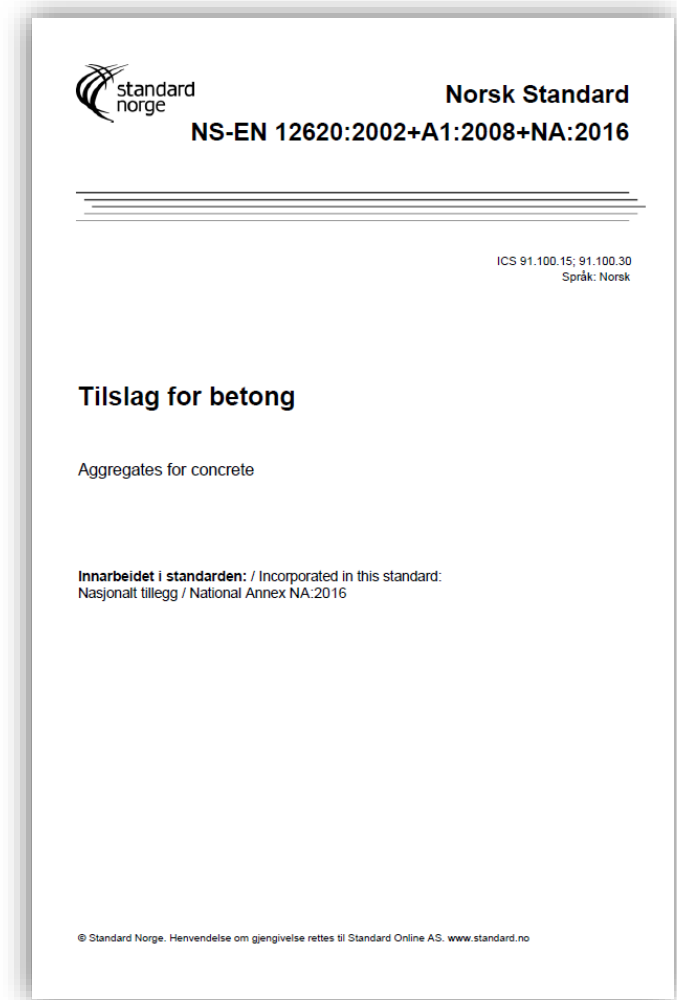 standard
norge
Norsk Standard
NS-EN 12620:2002+A1:2008+NA:2016
ICS 91.100.15; 91.100.30
Språk: Norsk
Tilslag for betong
Aggregates for concrete
Innarbeidet i standarden: / Incorporated in this standard:
Nasjonalt tillegg / National Annex NA:2016
© Standard Norge. Henvendelse om gjengivelse rettes til Standard Online AS. www.standard.no